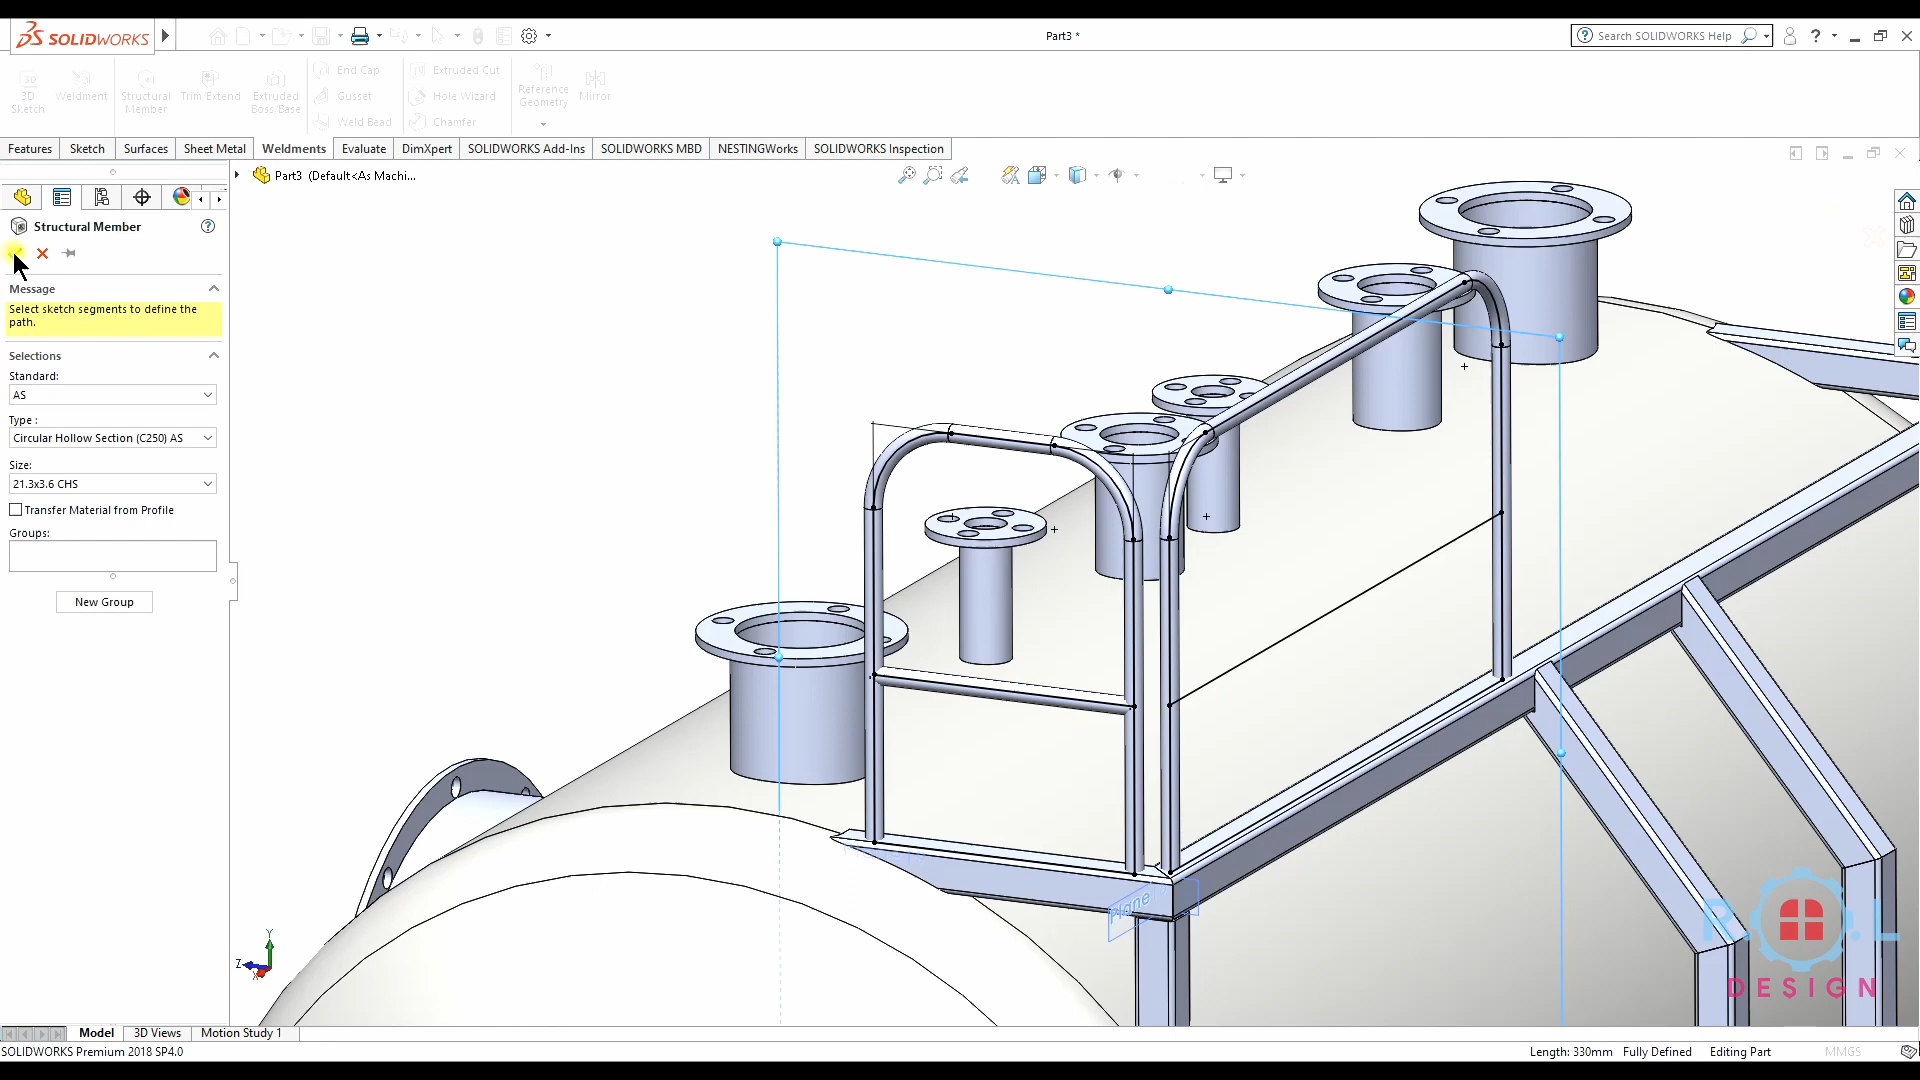 SOLIDWORKS
Part3 *
Search SOLIDWORKS Help
3D Sketch
Weldment
Structural Member
Trim/Extend
Extruded Boss/Base
End Cap
Gusset
Weld Bead
Extruded Cut
Hole Wizard
Chamfer
Reference Geometry
Mirror
Features
Sketch
Surfaces
Sheet Metal
Weldments
Evaluate
DimXpert
SOLIDWORKS Add-Ins
SOLIDWORKS MBD
NESTINGWorks
SOLIDWORKS Inspection
Part3 (Default<As Machi...
Structural Member
Message
Select sketch segments to define the
path.
Selections
Standard:
AS
Type :
Circular Hollow Section (C250) AS
Size:
21.3x3.6 CHS
Transfer Material from Profile
Groups:
New Group
Plane
Y
Z
X
R
.L
DESIGN
Model
3D Views
Motion Study 1
SOLIDWORKS Premium 2018 SP4.0
Length: 330mm
Fully Defined
Editing Part
MMGS